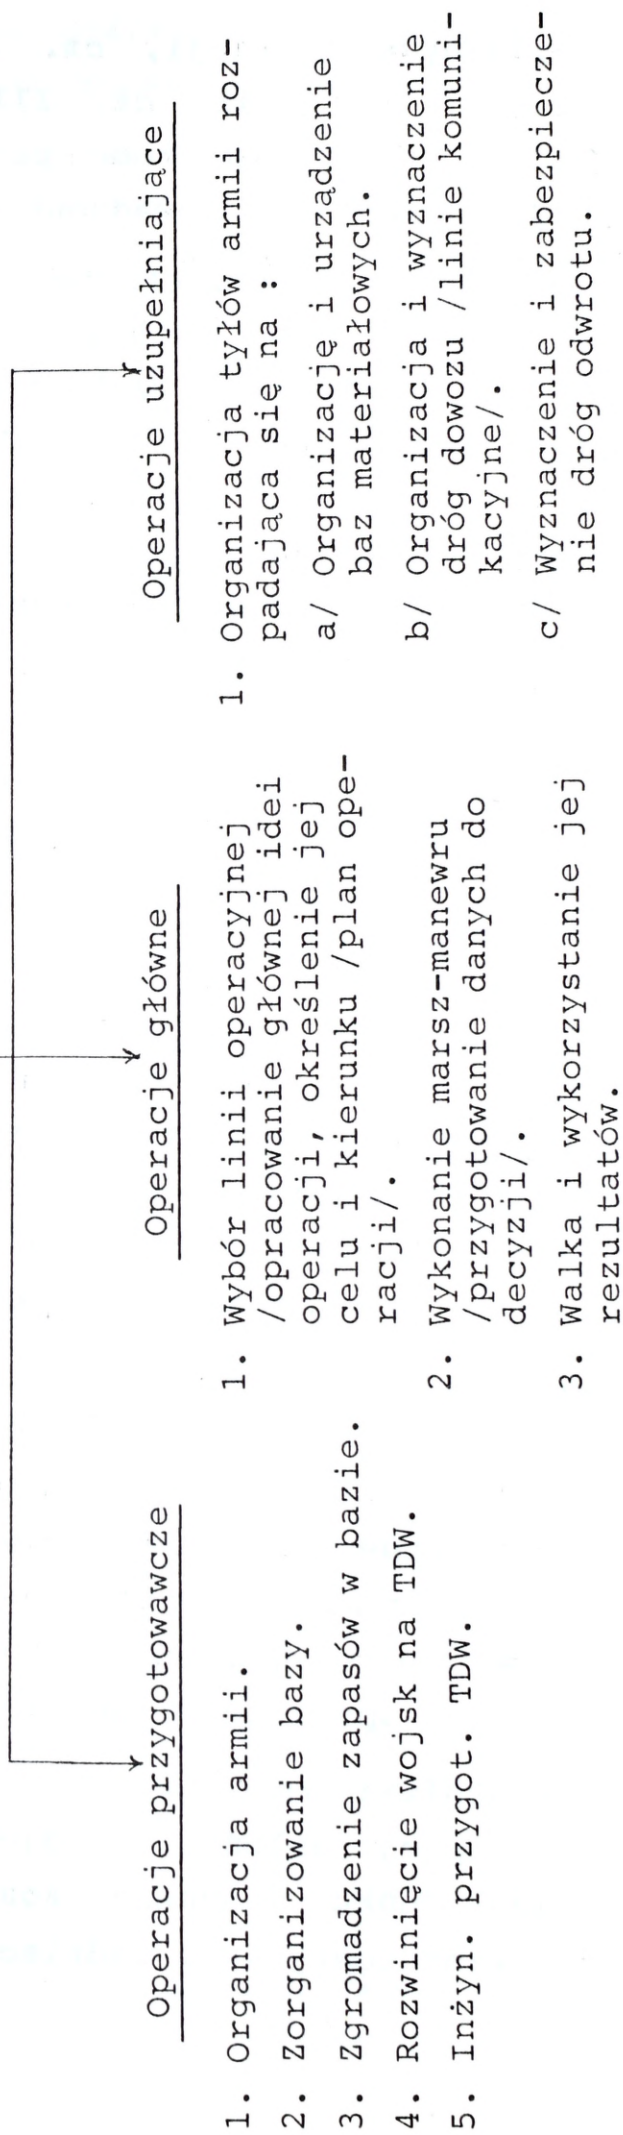 Operacje przygotowawcze
1. Organizacja armii.
2. Zorganizowanie bazy.
3. Zgromadzenie zapasów w bazie.
4. Rozwinięcie wojsk na TDW.
5. Inżyn. przygot. TDW.
Operacje główne
1. Wybór linii operacyjnej
/opracowanie głównej idei
operacji, określenie jej
celu i kierunku /plan ope-
racji/.
2. Wykonanie marsz-manewru
/przygotowanie danych do
decyzji/.
3. Walka i wykorzystanie jej
rezultatów.
Operacje uzupełniające
1. Organizacja tyłów armii roz-
padająca się na :
a/ Organizację i urządzenie
baz materiałowych.
b/ Organizacja i wyznaczenie
dróg dowozu /linie komuni-
kacyjne/.
c/ Wyznaczenie i zabezpiecze-
nie dróg odwrotu.